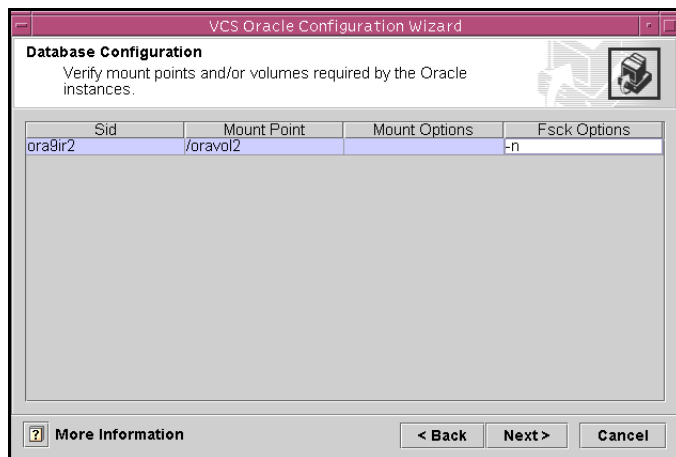 VCS Oracle Configuration Wizard
Database Configuration
Verify mount points and/or volumes required by the Oracle
instances.
Sid Mount Point Mount Options Fsck Options
ora9ir2 /oravol2 -n
? More Information < Back Next > Cancel